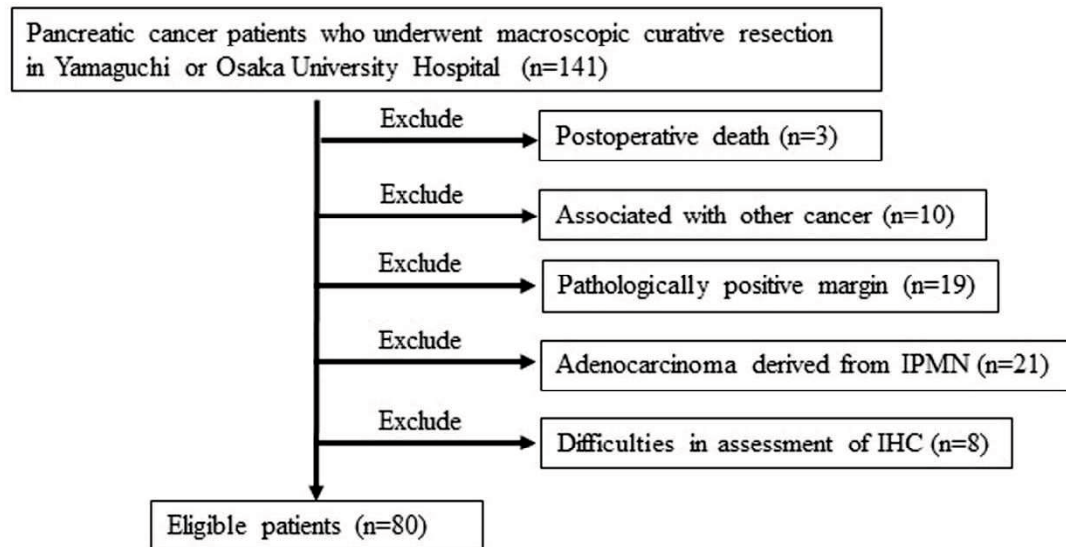 Pancreatic cancer patients who underwent macroscopic curative resection
in Yamaguchi or Osaka University Hospital (n=141)
Exclude
Postoperative death (n=3)
Exclude
Associated with other cancer (n=10)
Exclude
Pathologically positive margin (n=19)
Exclude
Adenocarcinoma derived from IPMN (n=21)
Exclude
Difficulties in assessment of IHC (n=8)
Eligible patients (n=80)